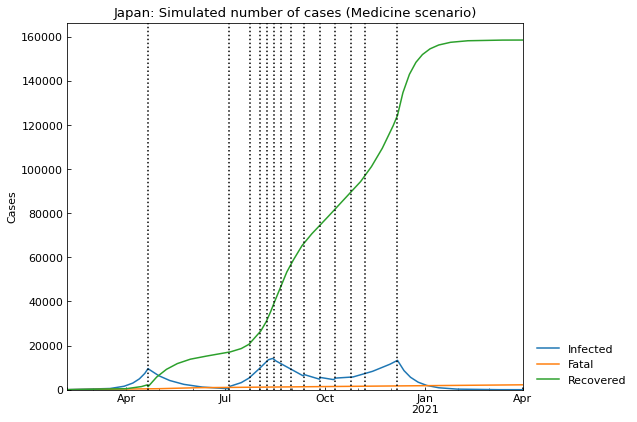 Japan: Simulated number of cases (Medicine scenario)
160000
140000
120000
100000
80000
60000
40000
20000
0
Cases
Apr
Jul
Oct
Jan
2021
Apr
Infected
Fatal
Recovered